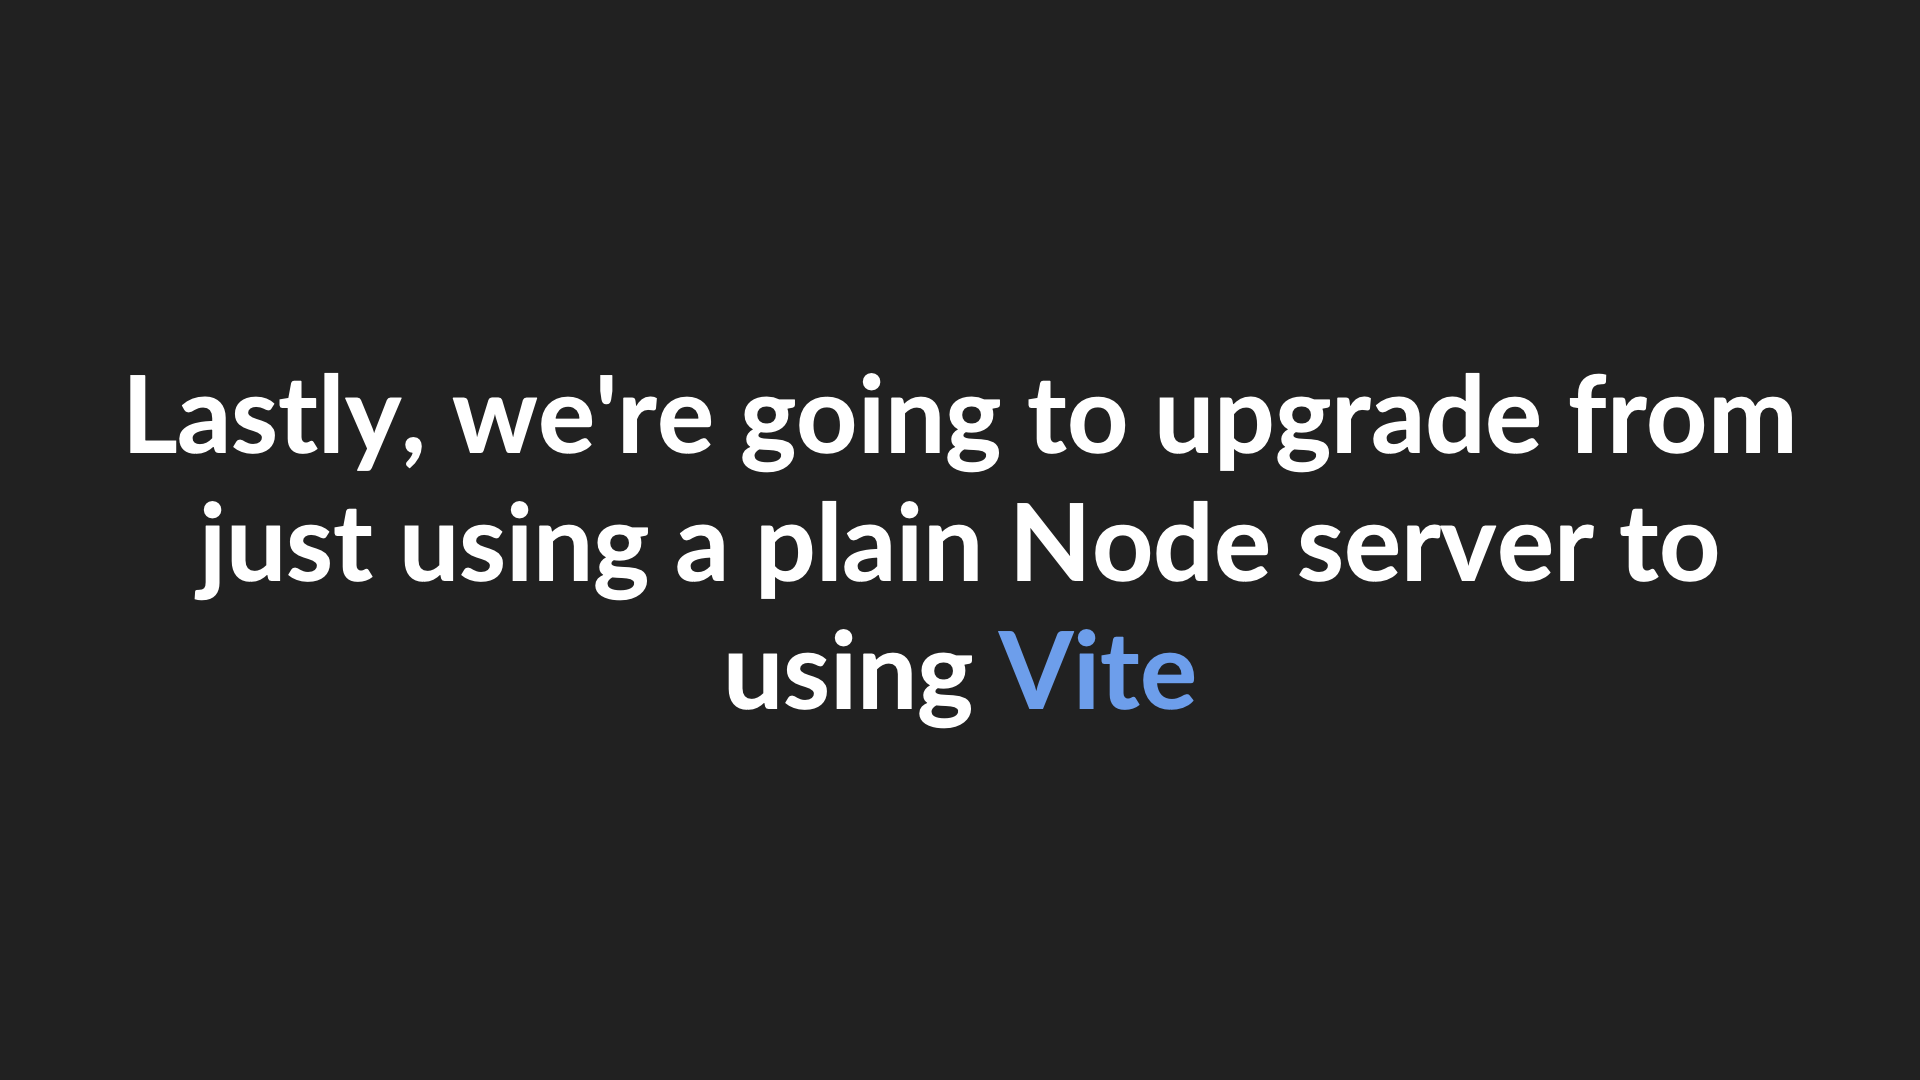 Lastly, we're going to upgrade from
just using a plain Node server to
using Vite